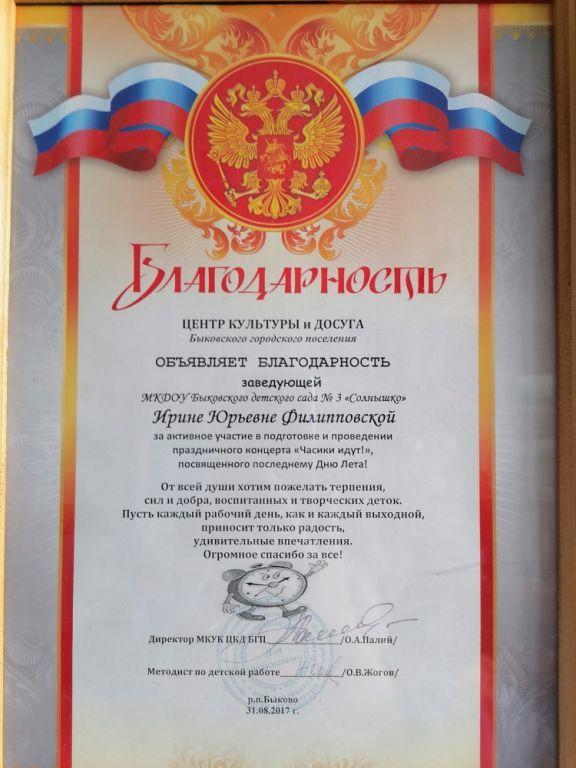 Благодарность
ЦЕНТР КУЛЬТУРЫ и ДОСУГА
Быковского городского поселения
ОБЪЯВЛЯЕТ БЛАГОДАРНОСТЬ
заведующей
МКДОУ Быковского детского сада № 3 «Солнышко»
Ирине Юрьевне Филипповской
за активное участие в подготовке и проведении
праздничного концерта «Часики идут!»,
посвященного последнему Дню Лета!
От всей души хотим пожелать терпения,
сил и добра, воспитанных и творческих деток.
Пусть каждый рабочий день, как и каждый выходной,
приносит только радость,
удивительные впечатления.
Огромное спасибо за все!
Директор МКУК ЦКД БГП____________/О.А.Палий/
Для
Методист по детской работе____________/О.В.Жогов/
р.п.Быково
31.08.2017 г.